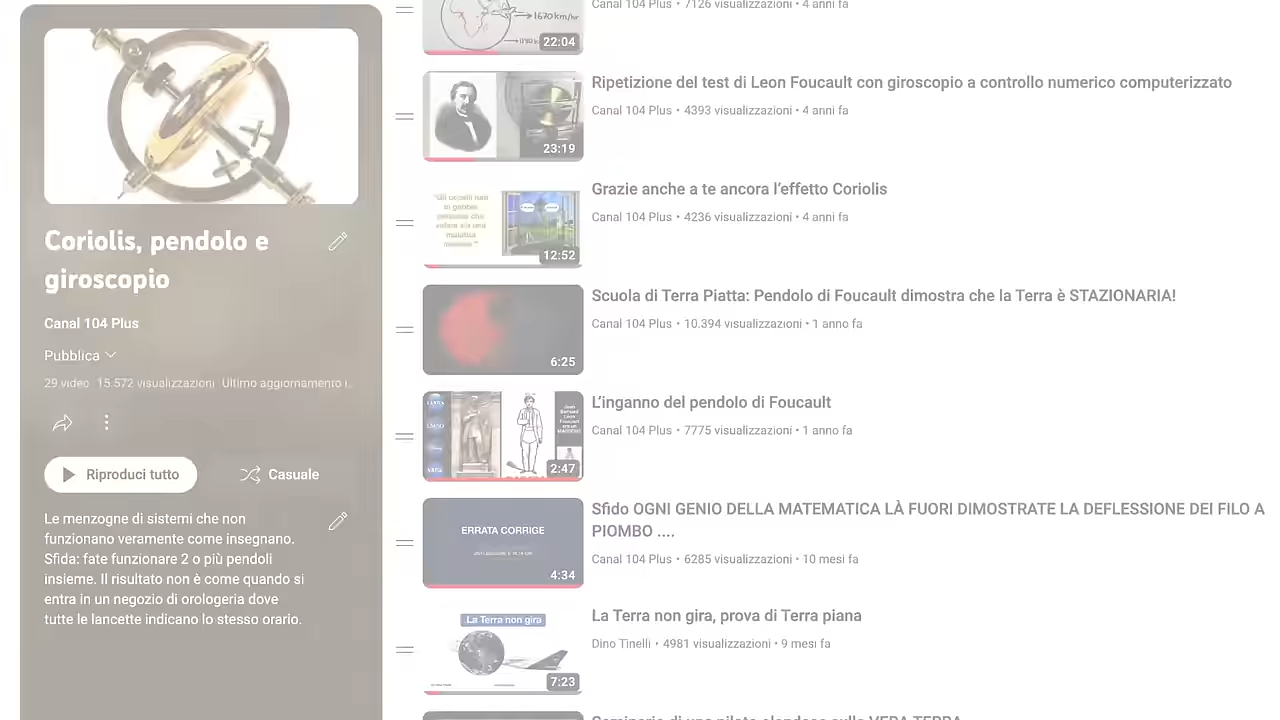 Coriolis, pendolo e
giroscopio
Canal 104 Plus
Pubblica
29 video 15.572 visualizzazioni Ultimo aggiornamento i...
Riproduci tutto
Casuale
Le menzogne di sistemi che non
funzionano veramente come insegnano.
Sfida: fate funzionare 2 o più pendoli
insieme. Il risultato non è come quando si
entra in un negozio di orologeria dove
tutte le lancette indicano lo stesso orario.
Canal 104 Plus • 7126 visualizzazioni • 4 anni fa
1670 km/hr
22:04
Ripetizione del test di Leon Foucault con giroscopio a controllo numerico computerizzato
Canal 104 Plus • 4393 visualizzazioni • 4 anni fa
23:19
Grazie anche a te ancora l'effetto Coriolis
Canal 104 Plus • 4236 visualizzazioni • 4 anni fa
12:52
Scuola di Terra Piatta: Pendolo di Foucault dimostra che la Terra è STAZIONARIA!
Canal 104 Plus • 10.394 visualizzazioni • 1 anno fa
6:25
L'inganno del pendolo di Foucault
Canal 104 Plus • 7775 visualizzazioni • 1 anno fa
2:47
Sfido OGNI GENIO DELLA MATEMATICA LÀ FUORI DIMOSTRATE LA DEFLESSIONE DEI FILO A
PIOMBO ....
Canal 104 Plus • 6285 visualizzazioni • 10 mesi fa
ERRATA CORRIGE
4:34
La Terra non gira, prova di Terra piana
Dino Tinelli • 4981 visualizzazioni • 9 mesi fa
La Terra non gira
7:23